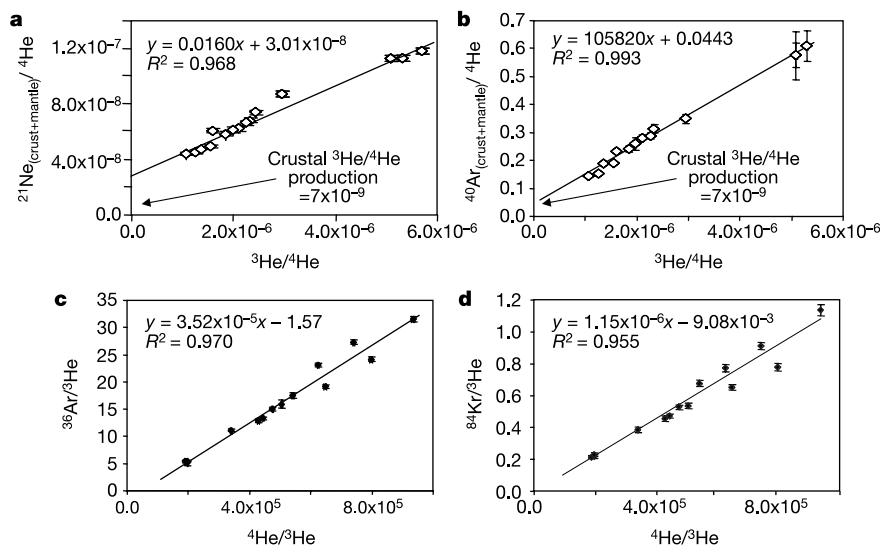 a
y = 0.0160x + 3.01x10⁻⁸
R² = 0.968
²¹Ne(crust+mantle)/ ⁴He
1.2x10⁻⁷
8.0x10⁻⁸
4.0x10⁻⁸
0.0
Crustal ³He/⁴He
production
=7x10⁻⁹
0.0 2.0x10⁻⁶ 4.0x10⁻⁶ 6.0x10⁻⁶
³He/⁴He
b
y = 105820x + 0.0443
R² = 0.993
⁴⁰Ar(crust+mantle)/ ⁴He
0.6
0.5
0.4
0.3
0.2
0.1
0.0
Crustal ³He/⁴He
production
=7x10⁻⁹
0.0 2.0x10⁻⁶ 4.0x10⁻⁶ 6.0x10⁻⁶
³He/⁴He
c
y = 3.52x10⁻⁵x – 1.57
R² = 0.970
³⁶Ar/³He
35
30
25
20
15
10
5
0
0.0 4.0x10⁵ 8.0x10⁵
⁴He/³He
d
y = 1.15x10⁻⁶x – 9.08x10⁻³
R² = 0.955
⁸⁴Kr/³He
1.2
1.0
0.8
0.6
0.4
0.2
0.0
0.0 4.0x10⁵ 8.0x10⁵
⁴He/³He